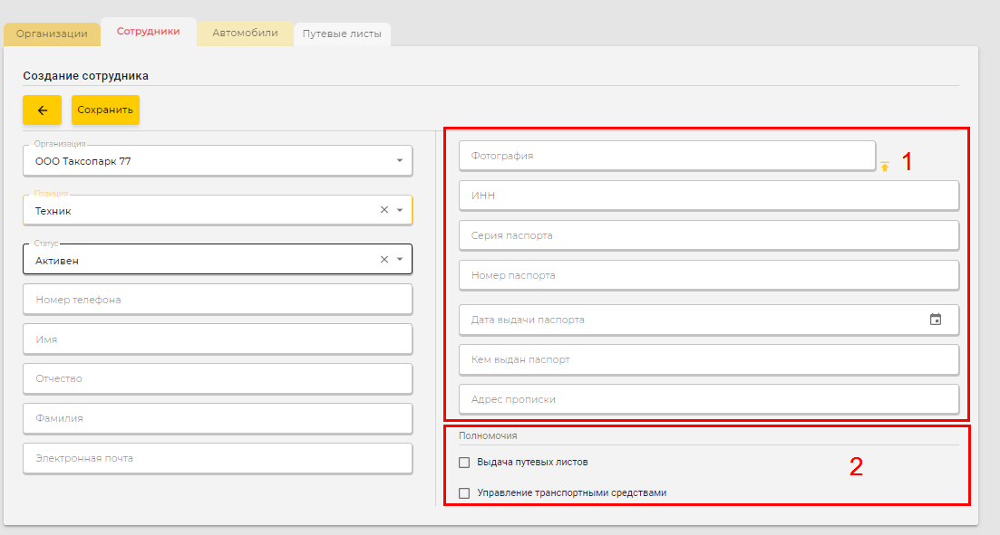 Организации
Сотрудники
Автомобили
Путевые листы
Создание сотрудника
Сохранить
Организация
ООО Таксопарк 77
Позиция
Техник
Статус
Активен
Номер телефона
Имя
Отчество
Фамилия
Электронная почта
Фотография
1
ИНН
Серия паспорта
Номер паспорта
Дата выдачи паспорта
Кем выдан паспорт
Адрес прописки
Полномочия
Выдача путевых листов
2
Управление транспортными средствами